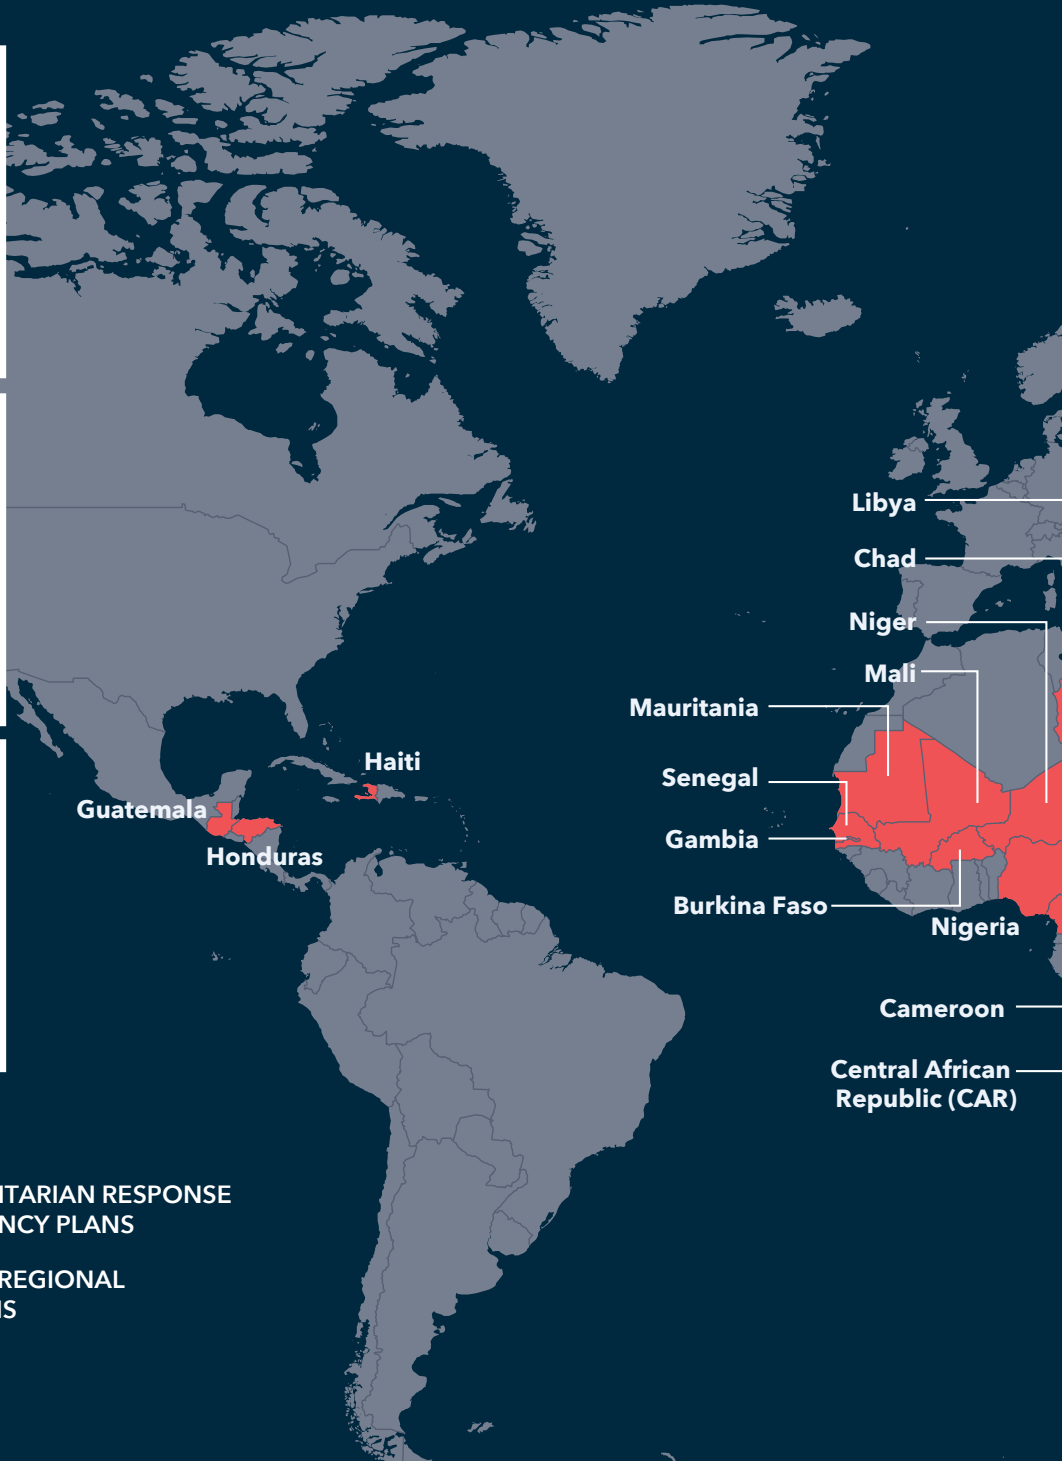 Libya
Chad
Niger
Mali
Mauritania
Haiti
Senegal
Guatemala
Gambia
Honduras
Burkina Faso
Nigeria
Cameroon
Central African
Republic (CAR)
ITARIAN RESPONSE
NCY PLANS
REGIONAL
NS